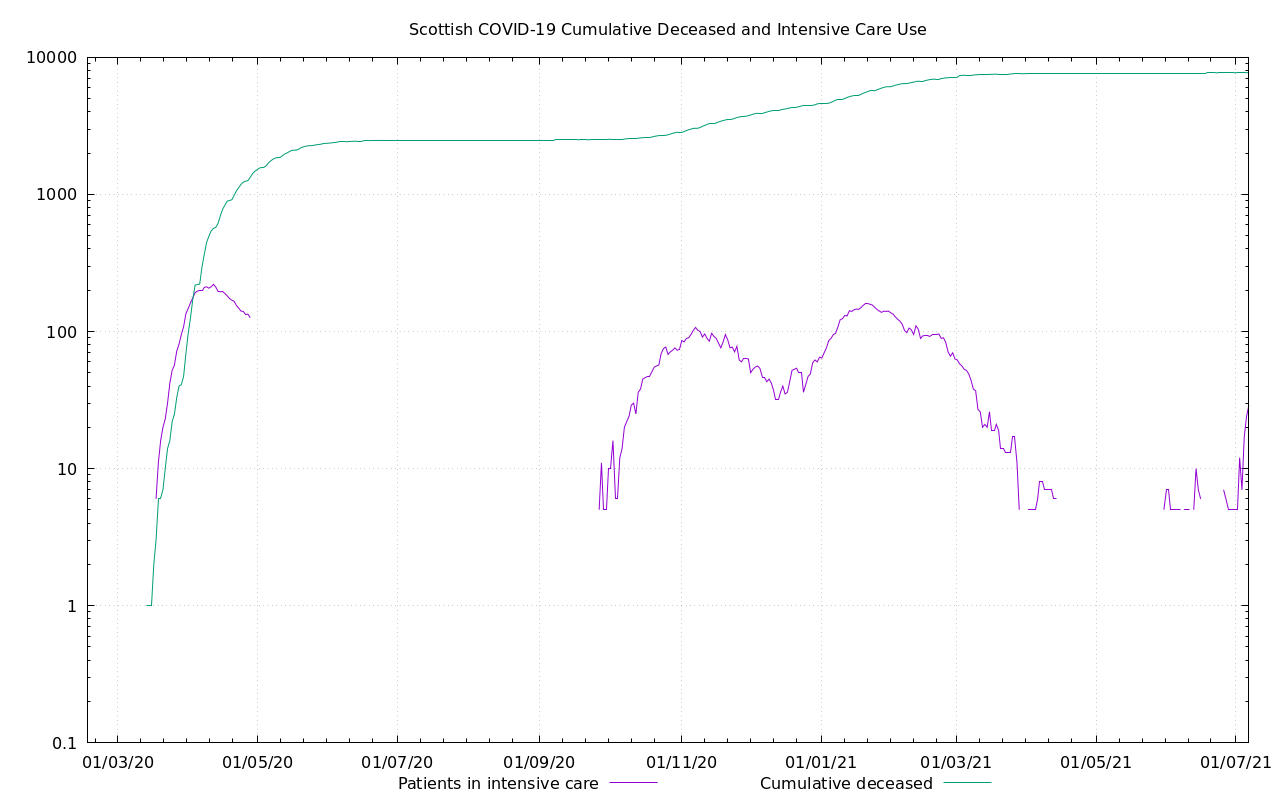 Scottish COVID-19 Cumulative Deceased and Intensive Care Use
10000
1000
100
10
1
0.1
01/03/20 01/05/20 01/07/20 01/09/20 01/11/20 01/01/21 01/03/21 01/05/21 01/07/21
Patients in intensive care Cumulative deceased